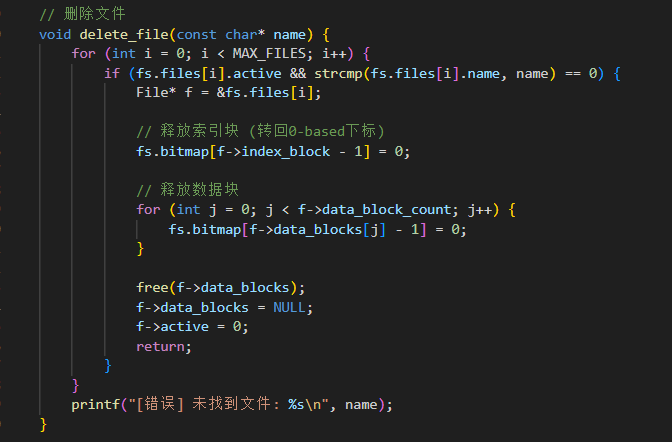 // 删除文件
void delete_file(const char* name) {
    for (int i = 0; i < MAX_FILES; i++) {
        if (fs.files[i].active && strcmp(fs.files[i].name, name) == 0) {
            File* f = &fs.files[i];

            // 释放索引块 (转回0-based下标)
            fs.bitmap[f->index_block - 1] = 0;

            // 释放数据块
            for (int j = 0; j < f->data_block_count; j++) {
                fs.bitmap[f->data_blocks[j] - 1] = 0;
            }

            free(f->data_blocks);
            f->data_blocks = NULL;
            f->active = 0;
            return;
        }
    }
    printf("[错误] 未找到文件: %s\n", name);
}